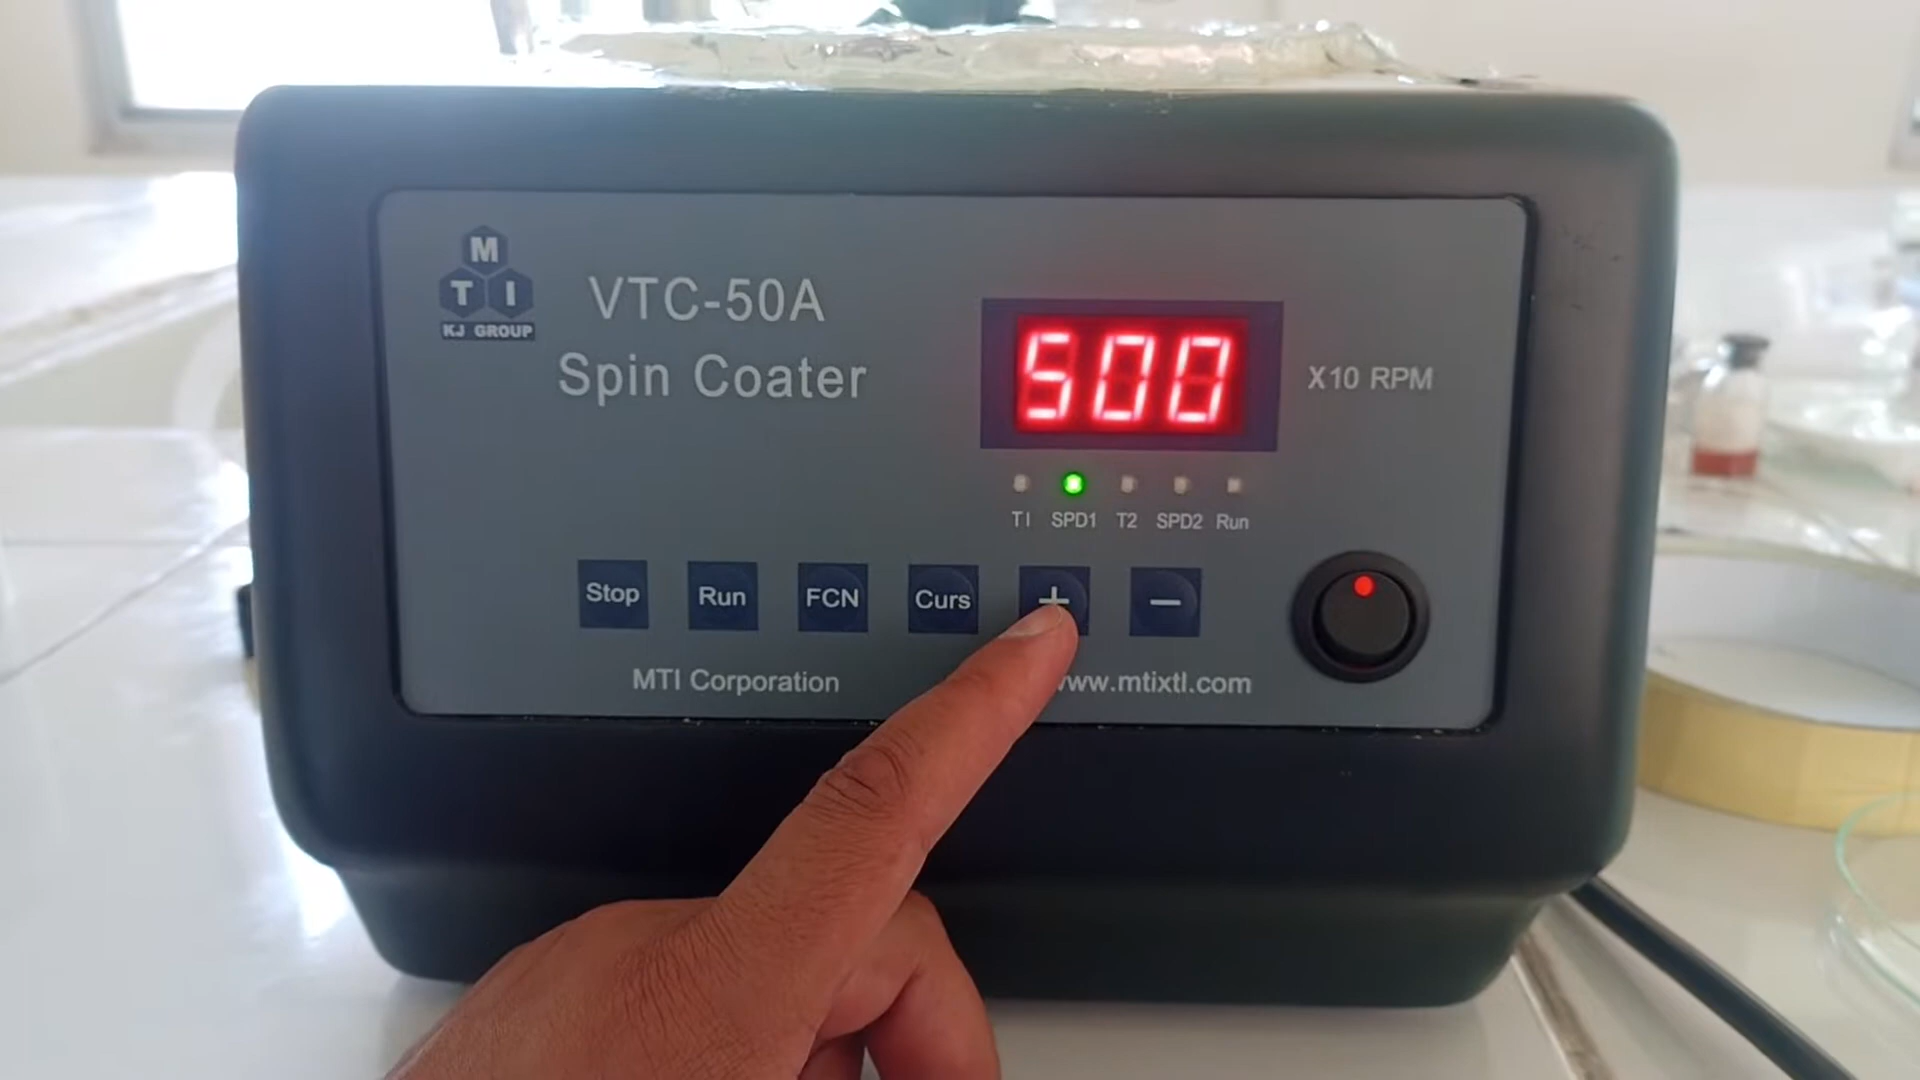 M
T I
KJ GROUP
VTC-50A
Spin Coater
500
X10 RPM
T1 SPD1 T2 SPD2 Run
Stop Run FCN Curs + −
MTI Corporation
www.mtixtl.com